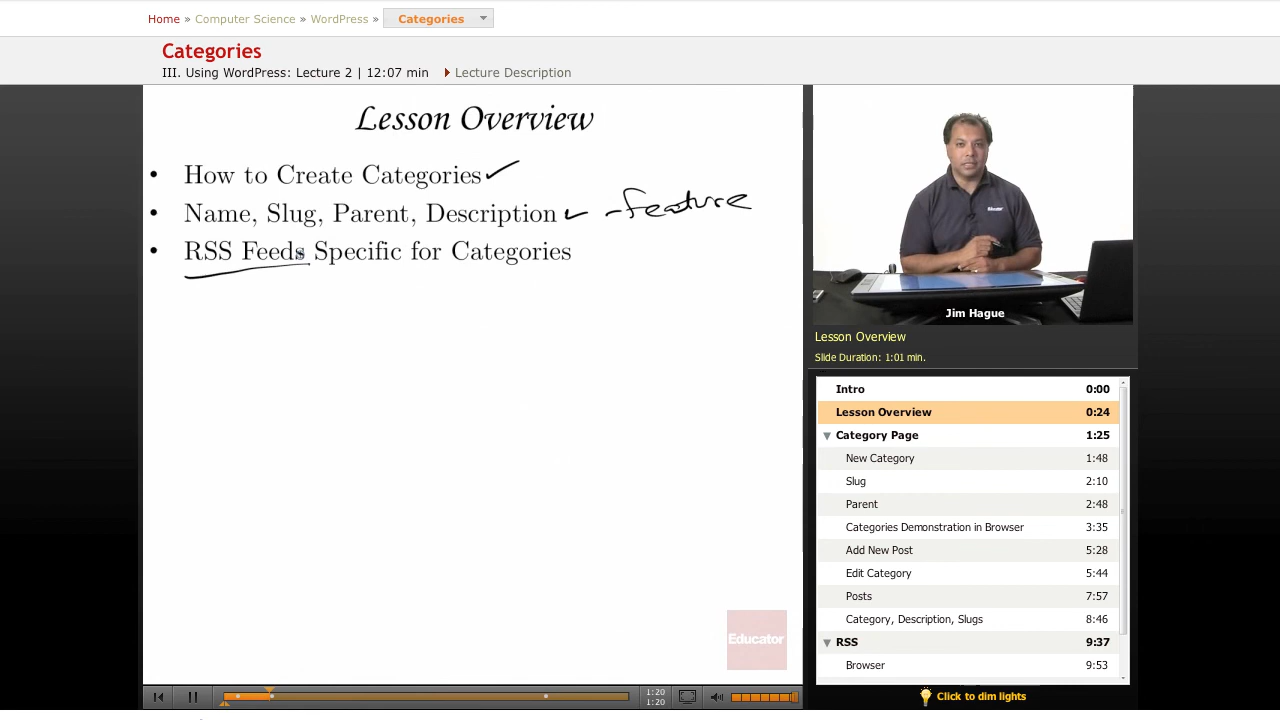 Home » Computer Science » WordPress » Categories
Categories
III. Using WordPress: Lecture 2 | 12:07 min Lecture Description
Lesson Overview
• How to Create Categories
• Name, Slug, Parent, Description - feature
• RSS Feeds Specific for Categories
Educator
Educator
Jim Hague
Lesson Overview
Slide Duration: 1:01 min.
Intro 0:00
Lesson Overview 0:24
Category Page 1:25
New Category 1:48
Slug 2:10
Parent 2:48
Categories Demonstration in Browser 3:35
Add New Post 5:28
Edit Category 5:44
Posts 7:57
Category, Description, Slugs 8:46
RSS 9:37
Browser 9:53
1:20
1:20
Click to dim lights